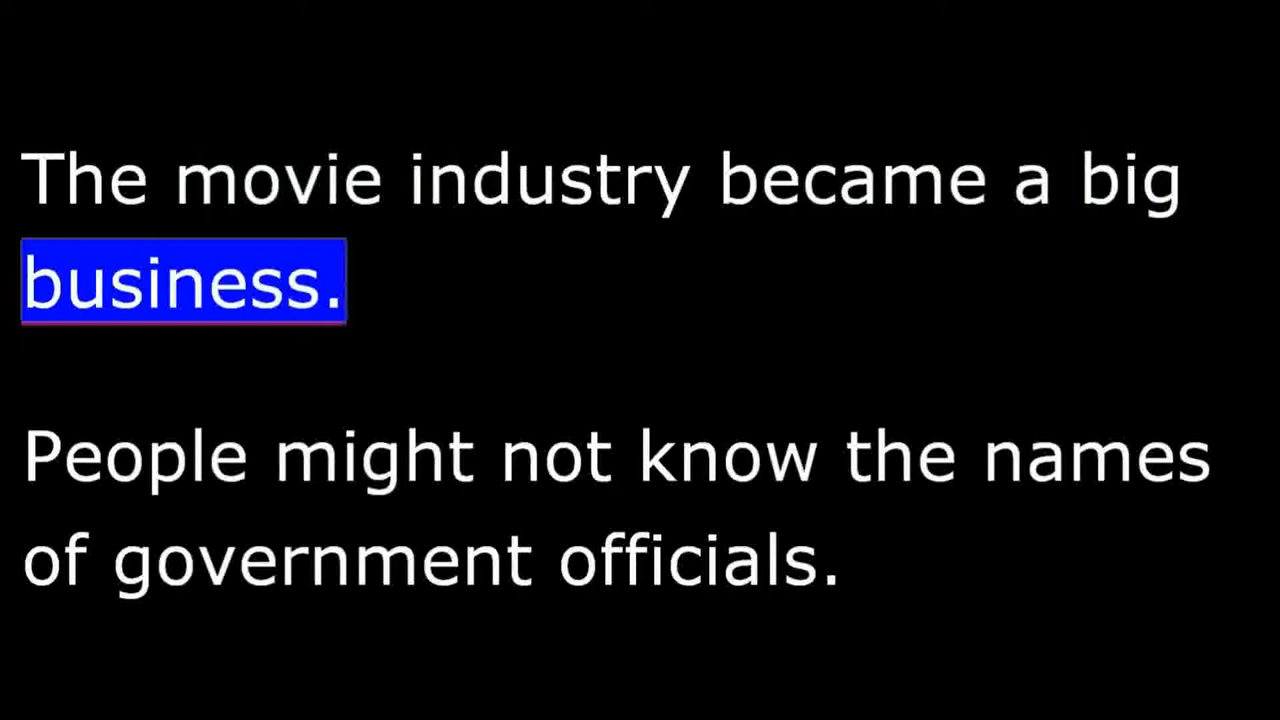 The movie industry became a big
business.
People might not know the names
of government officials.